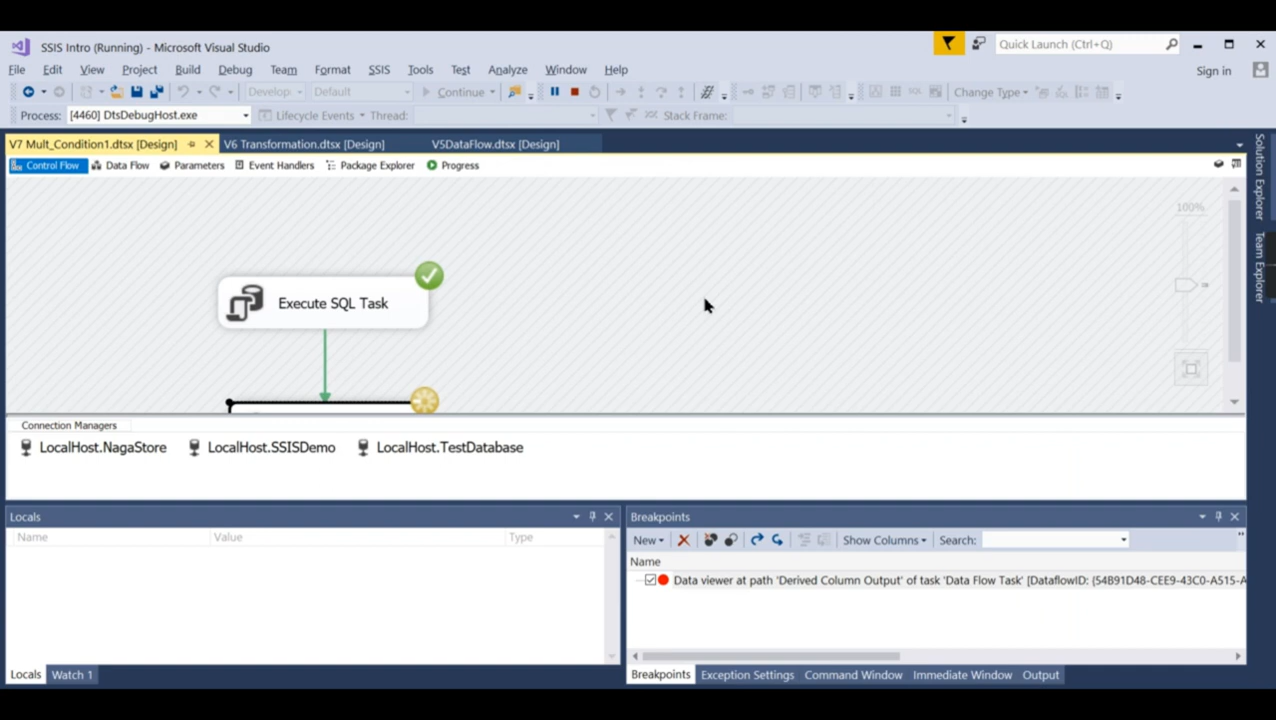 SSIS Intro (Running) - Microsoft Visual Studio
Quick Launch (Ctrl+Q)
File Edit View Project Build Debug Team Format SSIS Tools Test Analyze Window Help
Sign in
Develop Default Continue Change Type
Process: [4460] DtsDebugHost.exe Lifecycle Events Thread: Stack Frame:
V7 Mult_Condition1.dtsx [Design] V6 Transformation.dtsx [Design] V5DataFlow.dtsx [Design]
Control Flow Data Flow Parameters Event Handlers Package Explorer Progress
Solution Explorer
Team Explorer
100%
Execute SQL Task
Connection Managers
LocalHost.NagaStore LocalHost.SSISDemo LocalHost.TestDatabase
Locals
Name Value Type
Locals Watch 1
Breakpoints
New Show Columns Search:
Name
Data viewer at path 'Derived Column Output' of task 'Data Flow Task' [DataflowID: {54B91D48-CEE9-43C0-A515-A
Breakpoints Exception Settings Command Window Immediate Window Output